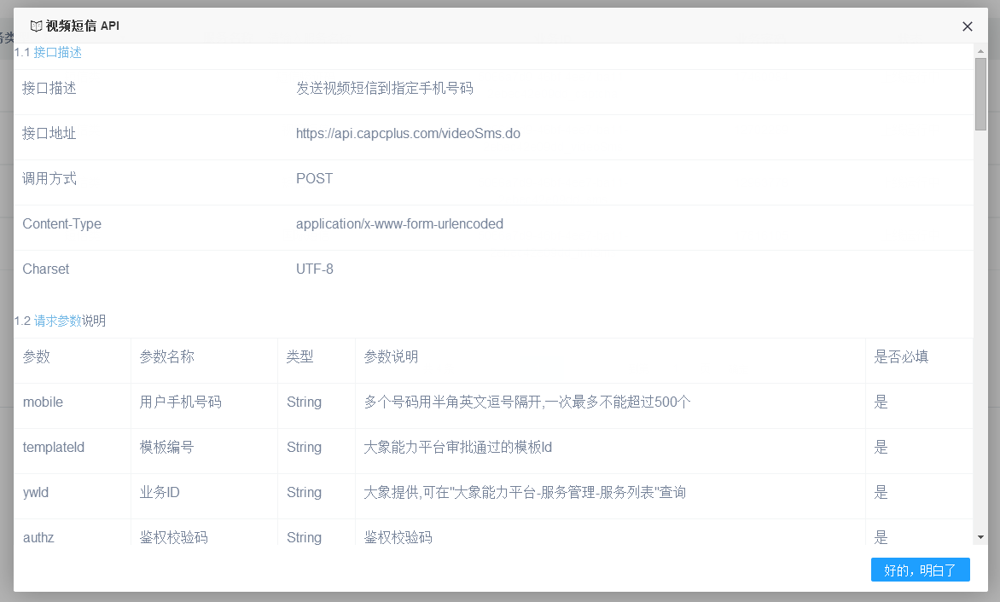 视频短信 API
务类
1.1 接口描述
接口描述 发送视频短信到指定手机号码
接口地址 https://api.capcplus.com/videoSms.do
调用方式 POST
Content-Type application/x-www-form-urlencoded
Charset UTF-8
1.2 请求参数说明
参数 参数名称 类型 参数说明 是否必填
mobile 用户手机号码 String 多个号码用半角英文逗号隔开,一次最多不能超过500个 是
templateId 模板编号 String 大象能力平台审批通过的模板Id 是
ywId 业务ID String 大象提供,可在"大象能力平台-服务管理-服务列表"查询 是
authz 鉴权校验码 String 鉴权校验码 是
好的，明白了